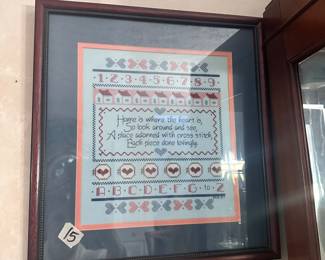 1·2·3·4·5·6·7·8·9
Home is where the heart is,
So look around and see
A place adorned with cross stitch
Each piece done lovingly.
A·B·C·D·E·F·G·to·Z
15